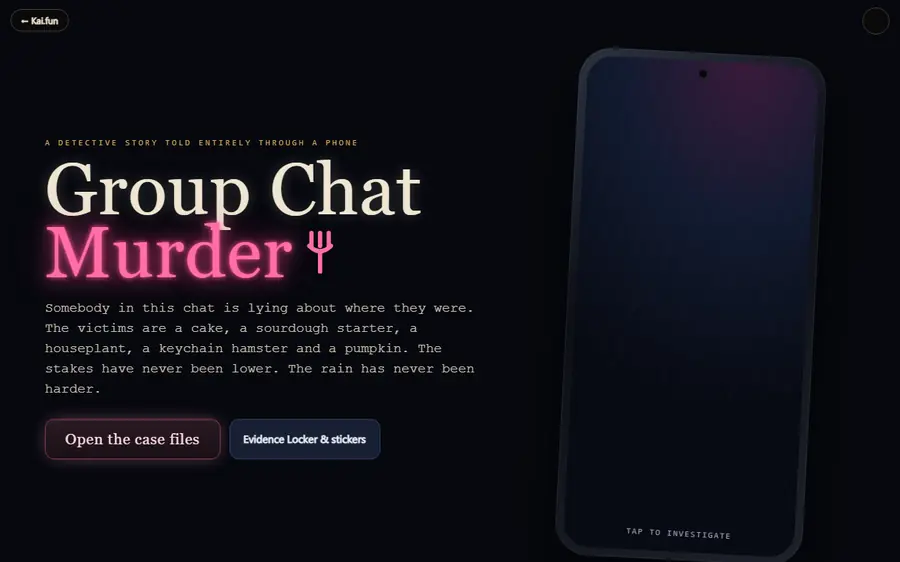 ← Kai.fun
A DETECTIVE STORY TOLD ENTIRELY THROUGH A PHONE
Group Chat
Murder
Somebody in this chat is lying about where they were.
The victims are a cake, a sourdough starter, a
houseplant, a keychain hamster and a pumpkin. The
stakes have never been lower. The rain has never been
harder.
Open the case files
Evidence Locker & stickers
TAP TO INVESTIGATE